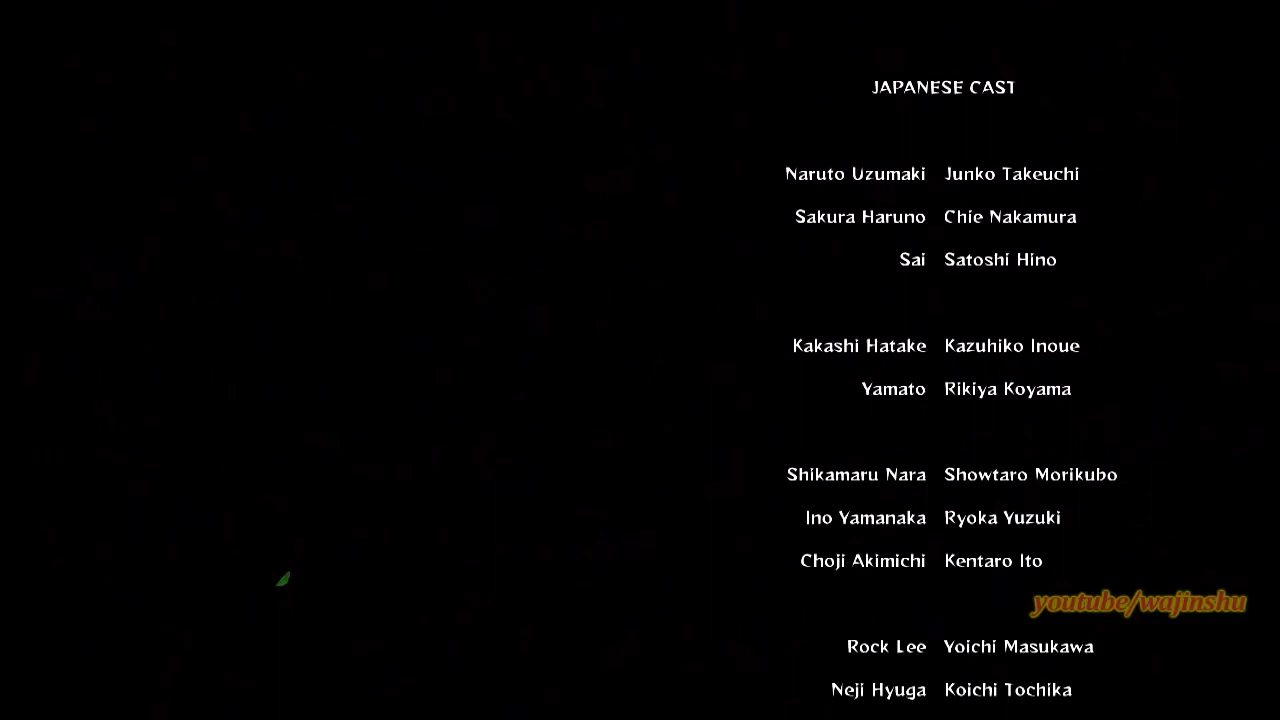 JAPANESE CAST
Naruto Uzumaki Junko Takeuchi
Sakura Haruno Chie Nakamura
Sai Satoshi Hino
Kakashi Hatake Kazuhiko Inoue
Yamato Rikiya Koyama
Shikamaru Nara Showtaro Morikubo
Ino Yamanaka Ryoka Yuzuki
Choji Akimichi Kentaro Ito
youtube/wajinshu
Rock Lee Yoichi Masukawa
Neji Hyuga Koichi Tochika